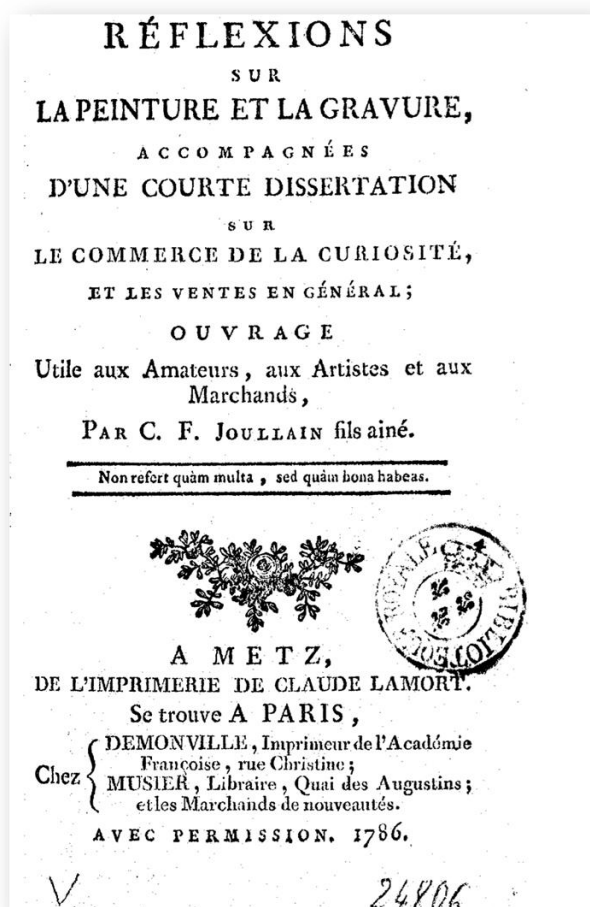 RÉFLEXIONS
SUR
LA PEINTURE ET LA GRAVURE,
ACCOMPAGNÉES
D'UNE COURTE DISSERTATION
SUR
LE COMMERCE DE LA CURIOSITÉ,
ET LES VENTES EN GÉNÉRAL;
OUVRAGE
Utile aux Amateurs, aux Artistes et aux
Marchands,
PAR C. F. JOULLAIN fils ainé.
Non refert quàm multa, sed quàm bona habeas.
BIBLIOTECA ROYALE
A METZ,
DE L'IMPRIMERIE DE CLAUDE LAMORT.
Se trouve A PARIS,
Chez
DEMONVILLE, Imprimeur de l'Académie
Françoise, rue Christine;
MUSIER, Libraire, Quai des Augustins;
et les Marchands de nouveautés.
AVEC PERMISSION. 1786.
V 24806